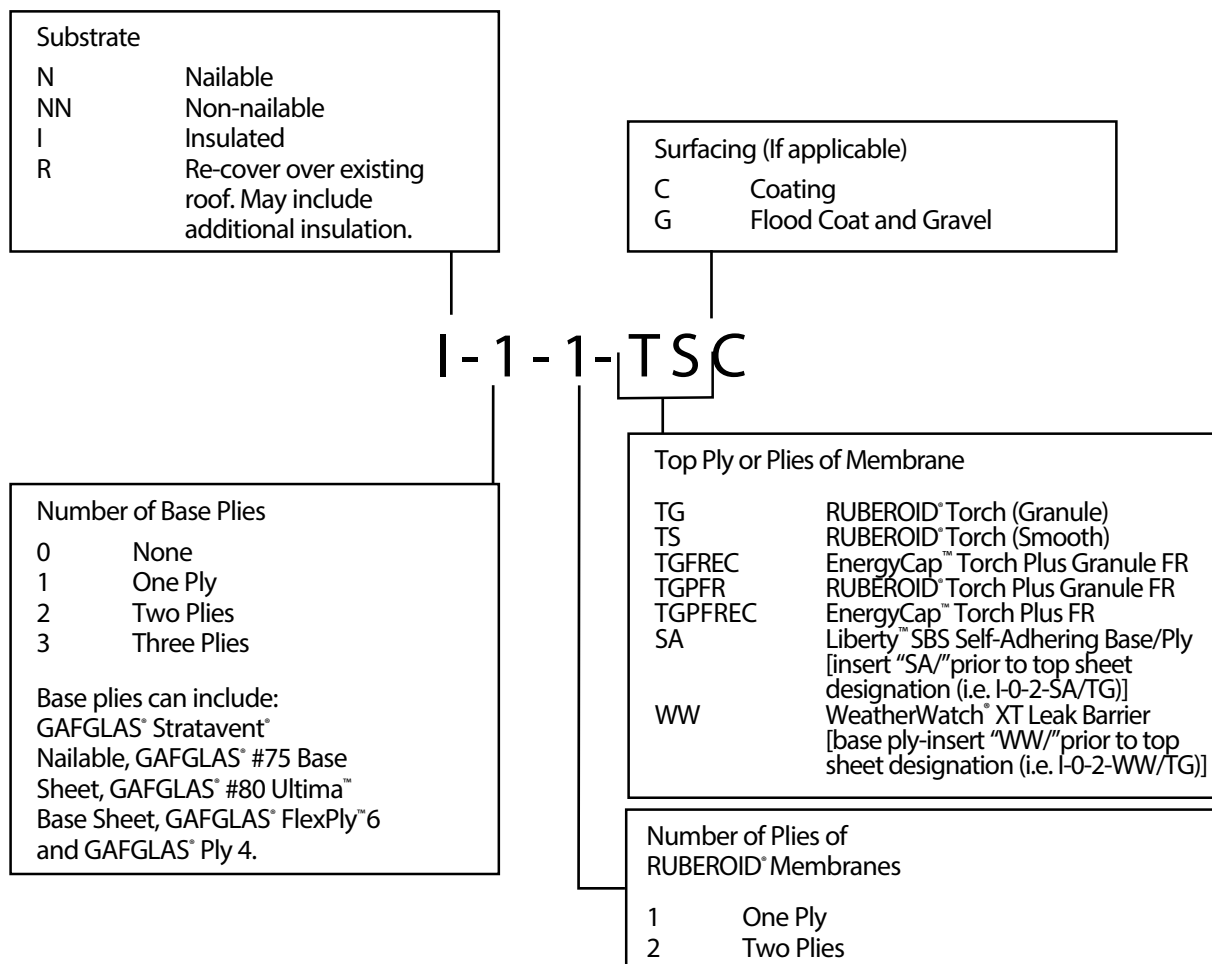 Substrate
N Nailable
NN Non-nailable
I Insulated
R Re-cover over existing
roof. May include
additional insulation.
Surfacing (If applicable)
C Coating
G Flood Coat and Gravel
I - 1 - 1- T S C
Number of Base Plies
0 None
1 One Ply
2 Two Plies
3 Three Plies
Base plies can include:
GAFGLAS® Stratavent®
Nailable, GAFGLAS® #75 Base
Sheet, GAFGLAS® #80 Ultima™
Base Sheet, GAFGLAS® FlexPly™6
and GAFGLAS® Ply 4.
Top Ply or Plies of Membrane
TG RUBEROID® Torch (Granule)
TS RUBEROID® Torch (Smooth)
TGFREC EnergyCap™ Torch Plus Granule FR
TGPFR RUBEROID® Torch Plus Granule FR
TGPFREC EnergyCap™ Torch Plus FR
SA Liberty™ SBS Self-Adhering Base/Ply
[insert “SA/”prior to top sheet
designation (i.e. I-0-2-SA/TG)]
WW WeatherWatch® XT Leak Barrier
[base ply-insert “WW/”prior to top
sheet designation (i.e. I-0-2-WW/TG)]
Number of Plies of
RUBEROID® Membranes
1 One Ply
2 Two Plies